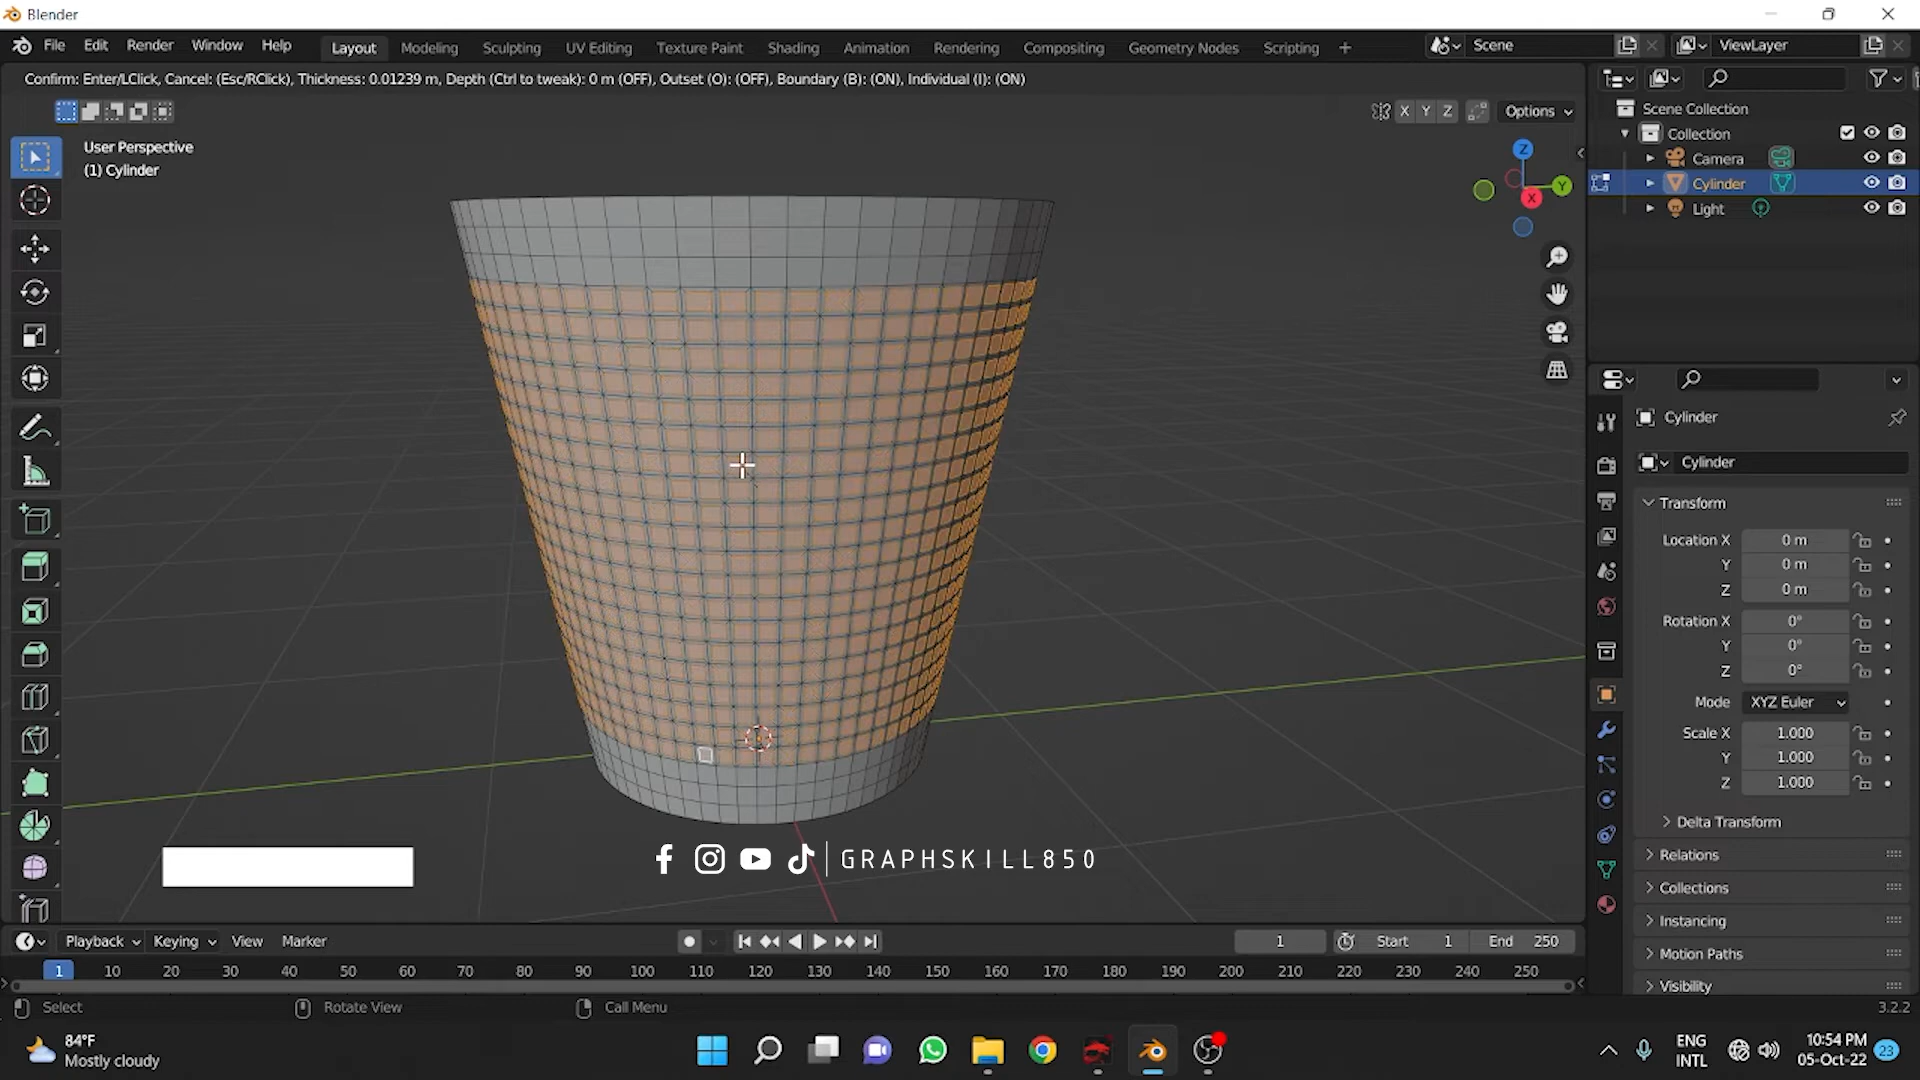 Blender
File Edit Render Window Help Layout Modeling Sculpting UV Editing Texture Paint Shading Animation Rendering Compositing Geometry Nodes Scripting + Scene ViewLayer
Confirm: Enter/LClick, Cancel: (Esc/RClick), Thickness: 0.01239 m, Depth (Ctrl to tweak): 0 m (OFF), Outset (O): (OFF), Boundary (B): (ON), Individual (I): (ON)
X Y Z Options
User Perspective
(1) Cylinder
Z
Y
X
Scene Collection
Collection
Camera
Cylinder
Light
Cylinder
Cylinder
Transform
Location X 0 m
Y 0 m
Z 0 m
Rotation X 0°
Y 0°
Z 0°
Mode XYZ Euler
Scale X 1.000
Y 1.000
Z 1.000
Delta Transform
Relations
Collections
Instancing
Motion Paths
Visibility
GRAPHSKILL850
Playback Keying View Marker 1 Start 1 End 250
1 10 20 30 40 50 60 70 80 90 100 110 120 130 140 150 160 170 180 190 200 210 220 230 240 250
Select Rotate View Call Menu 3.2.2
84°F
Mostly cloudy
ENG
INTL
10:54 PM
05-Oct-22
23